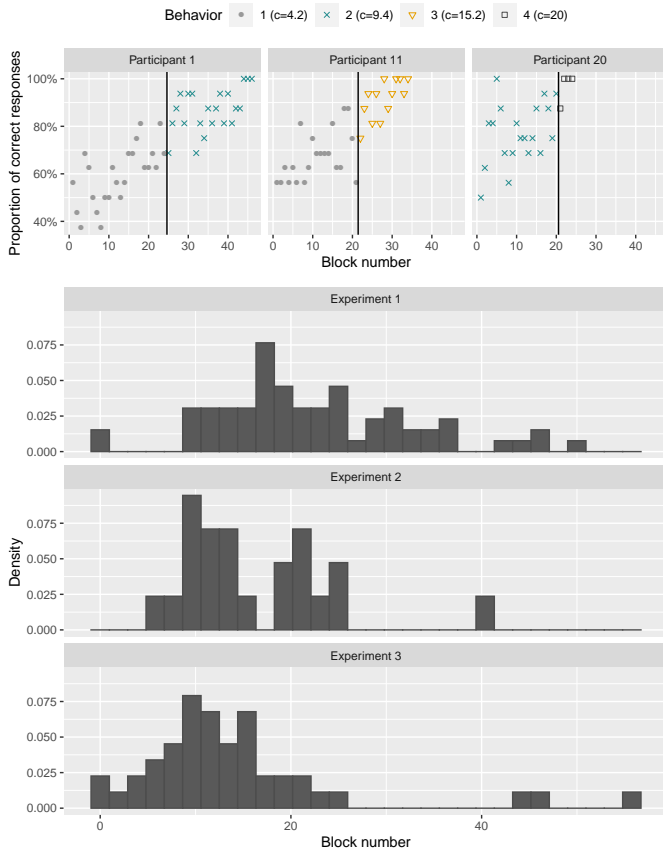 Behavior 1 (c=4.2) 2 (c=9.4) 3 (c=15.2) 4 (c=20)
Participant 1 Participant 11 Participant 20
Proportion of correct responses
100%
80%
60%
40%
0 10 20 30 40 0 10 20 30 40 0 10 20 30 40
Block number
Experiment 1
0.075
0.050
0.025
0.000
Experiment 2
0.075
0.050
0.025
0.000
Density
Experiment 3
0.075
0.050
0.025
0.000
0 20 40
Block number